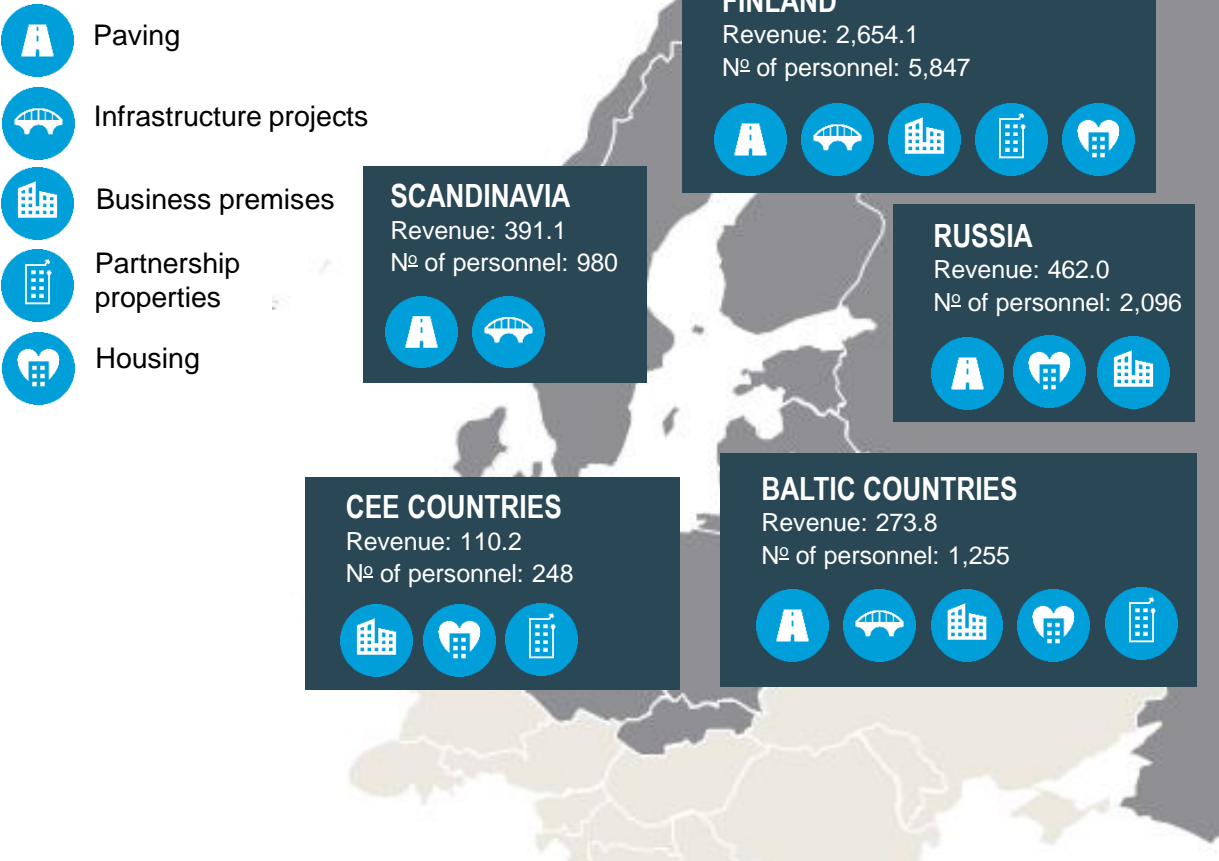 Paving
Infrastructure projects
Business premises
Partnership
properties
Housing
FINLAND
Revenue: 2,654.1
Nº of personnel: 5,847
SCANDINAVIA
Revenue: 391.1
Nº of personnel: 980
RUSSIA
Revenue: 462.0
Nº of personnel: 2,096
CEE COUNTRIES
Revenue: 110.2
Nº of personnel: 248
BALTIC COUNTRIES
Revenue: 273.8
Nº of personnel: 1,255